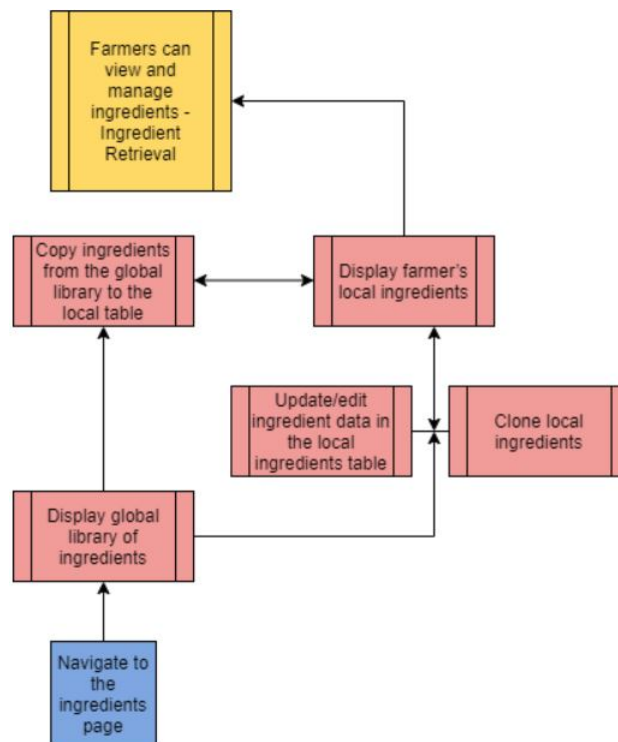 Farmers can
view and
manage
ingredients -
Ingredient
Retrieval
Copy ingredients
from the global
library to the
local table
Display farmer's
local ingredients
Update/edit
ingredient data in
the local
ingredients table
Clone local
ingredients
Display global
library of
ingredients
Navigate to
the
ingredients
page